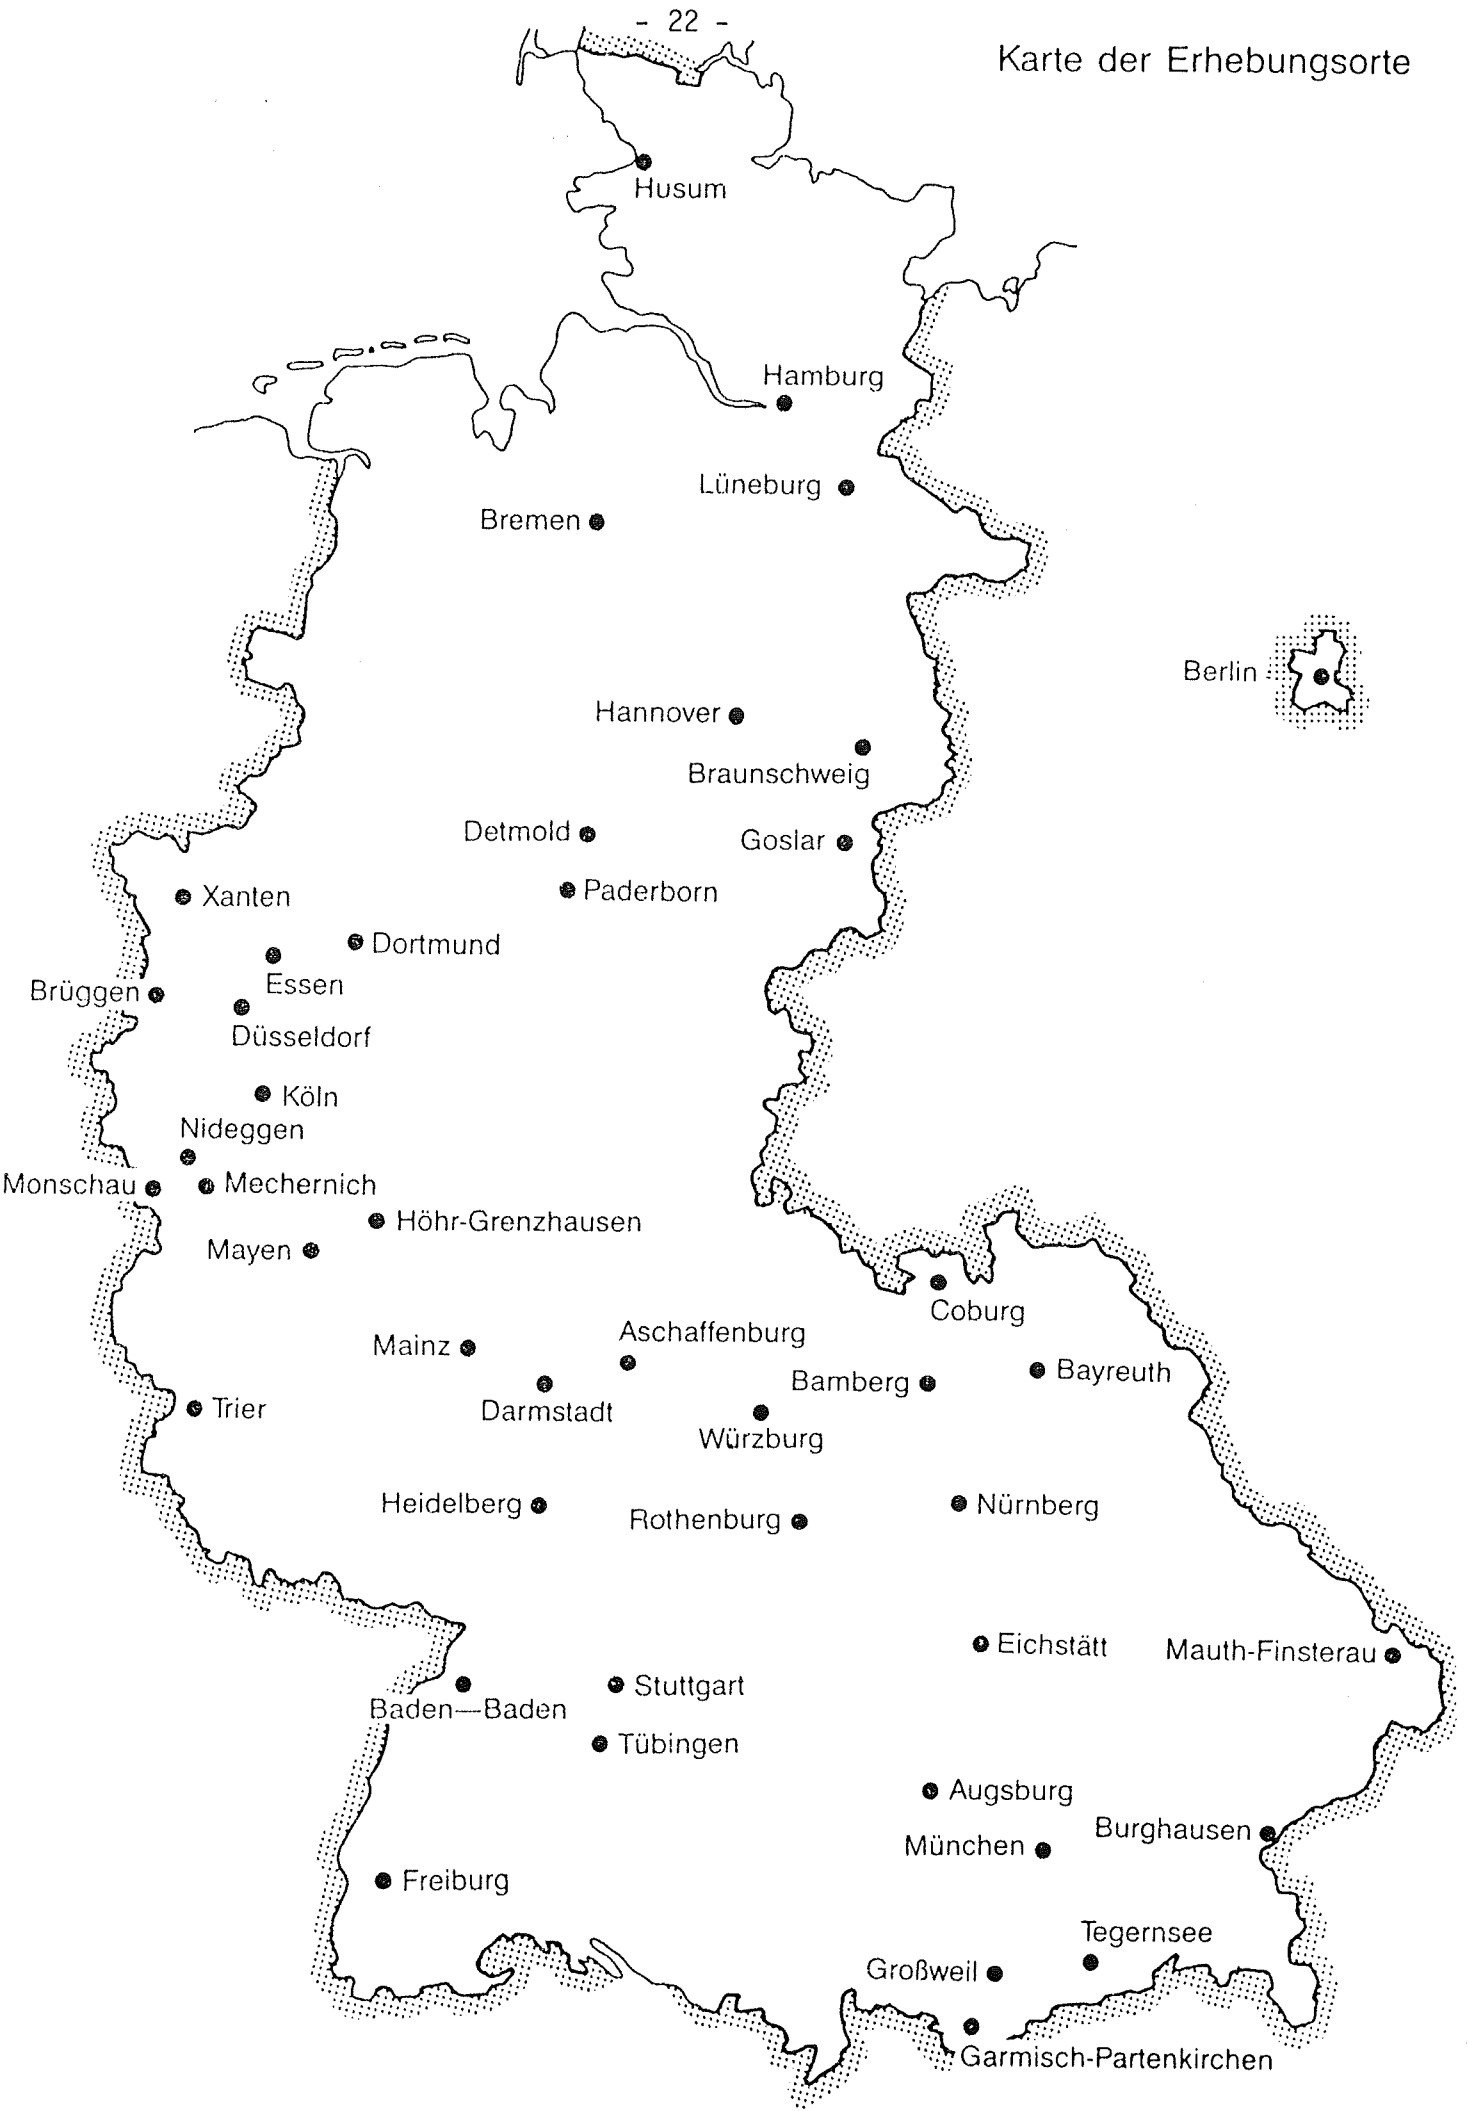 - 22 -
Karte der Erhebungsorte
Husum
Hamburg
Lüneburg
Bremen
Berlin
Hannover
Braunschweig
Detmold
Goslar
Paderborn
Xanten
Dortmund
Essen
Brüggen
Düsseldorf
Köln
Nideggen
Monschau
Mechernich
Höhr-Grenzhausen
Mayen
Coburg
Aschaffenburg
Mainz
Bayreuth
Bamberg
Darmstadt
Trier
Würzburg
Heidelberg
Nürnberg
Rothenburg
Eichstätt
Mauth-Finsterau
Stuttgart
Baden—Baden
Tübingen
Augsburg
Burghausen
München
Freiburg
Tegernsee
Großweil
Garmisch-Partenkirchen